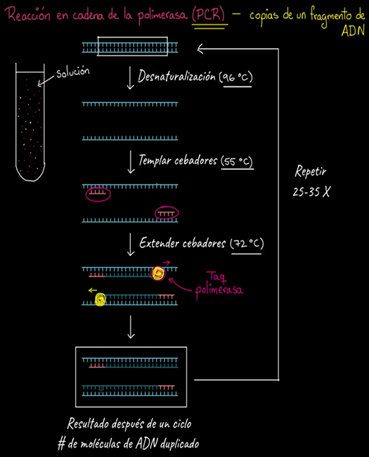 Reacción en cadena de la polimerasa (PCR) – copias de un fragmento de
ADN
Solución
Desnaturalización (96 °C)
Templar cebadores (55 °C)
Repetir
25-35 X
Extender cebadores (72 °C)
Taq
polimerasa
Resultado después de un ciclo
# de moléculas de ADN duplicado